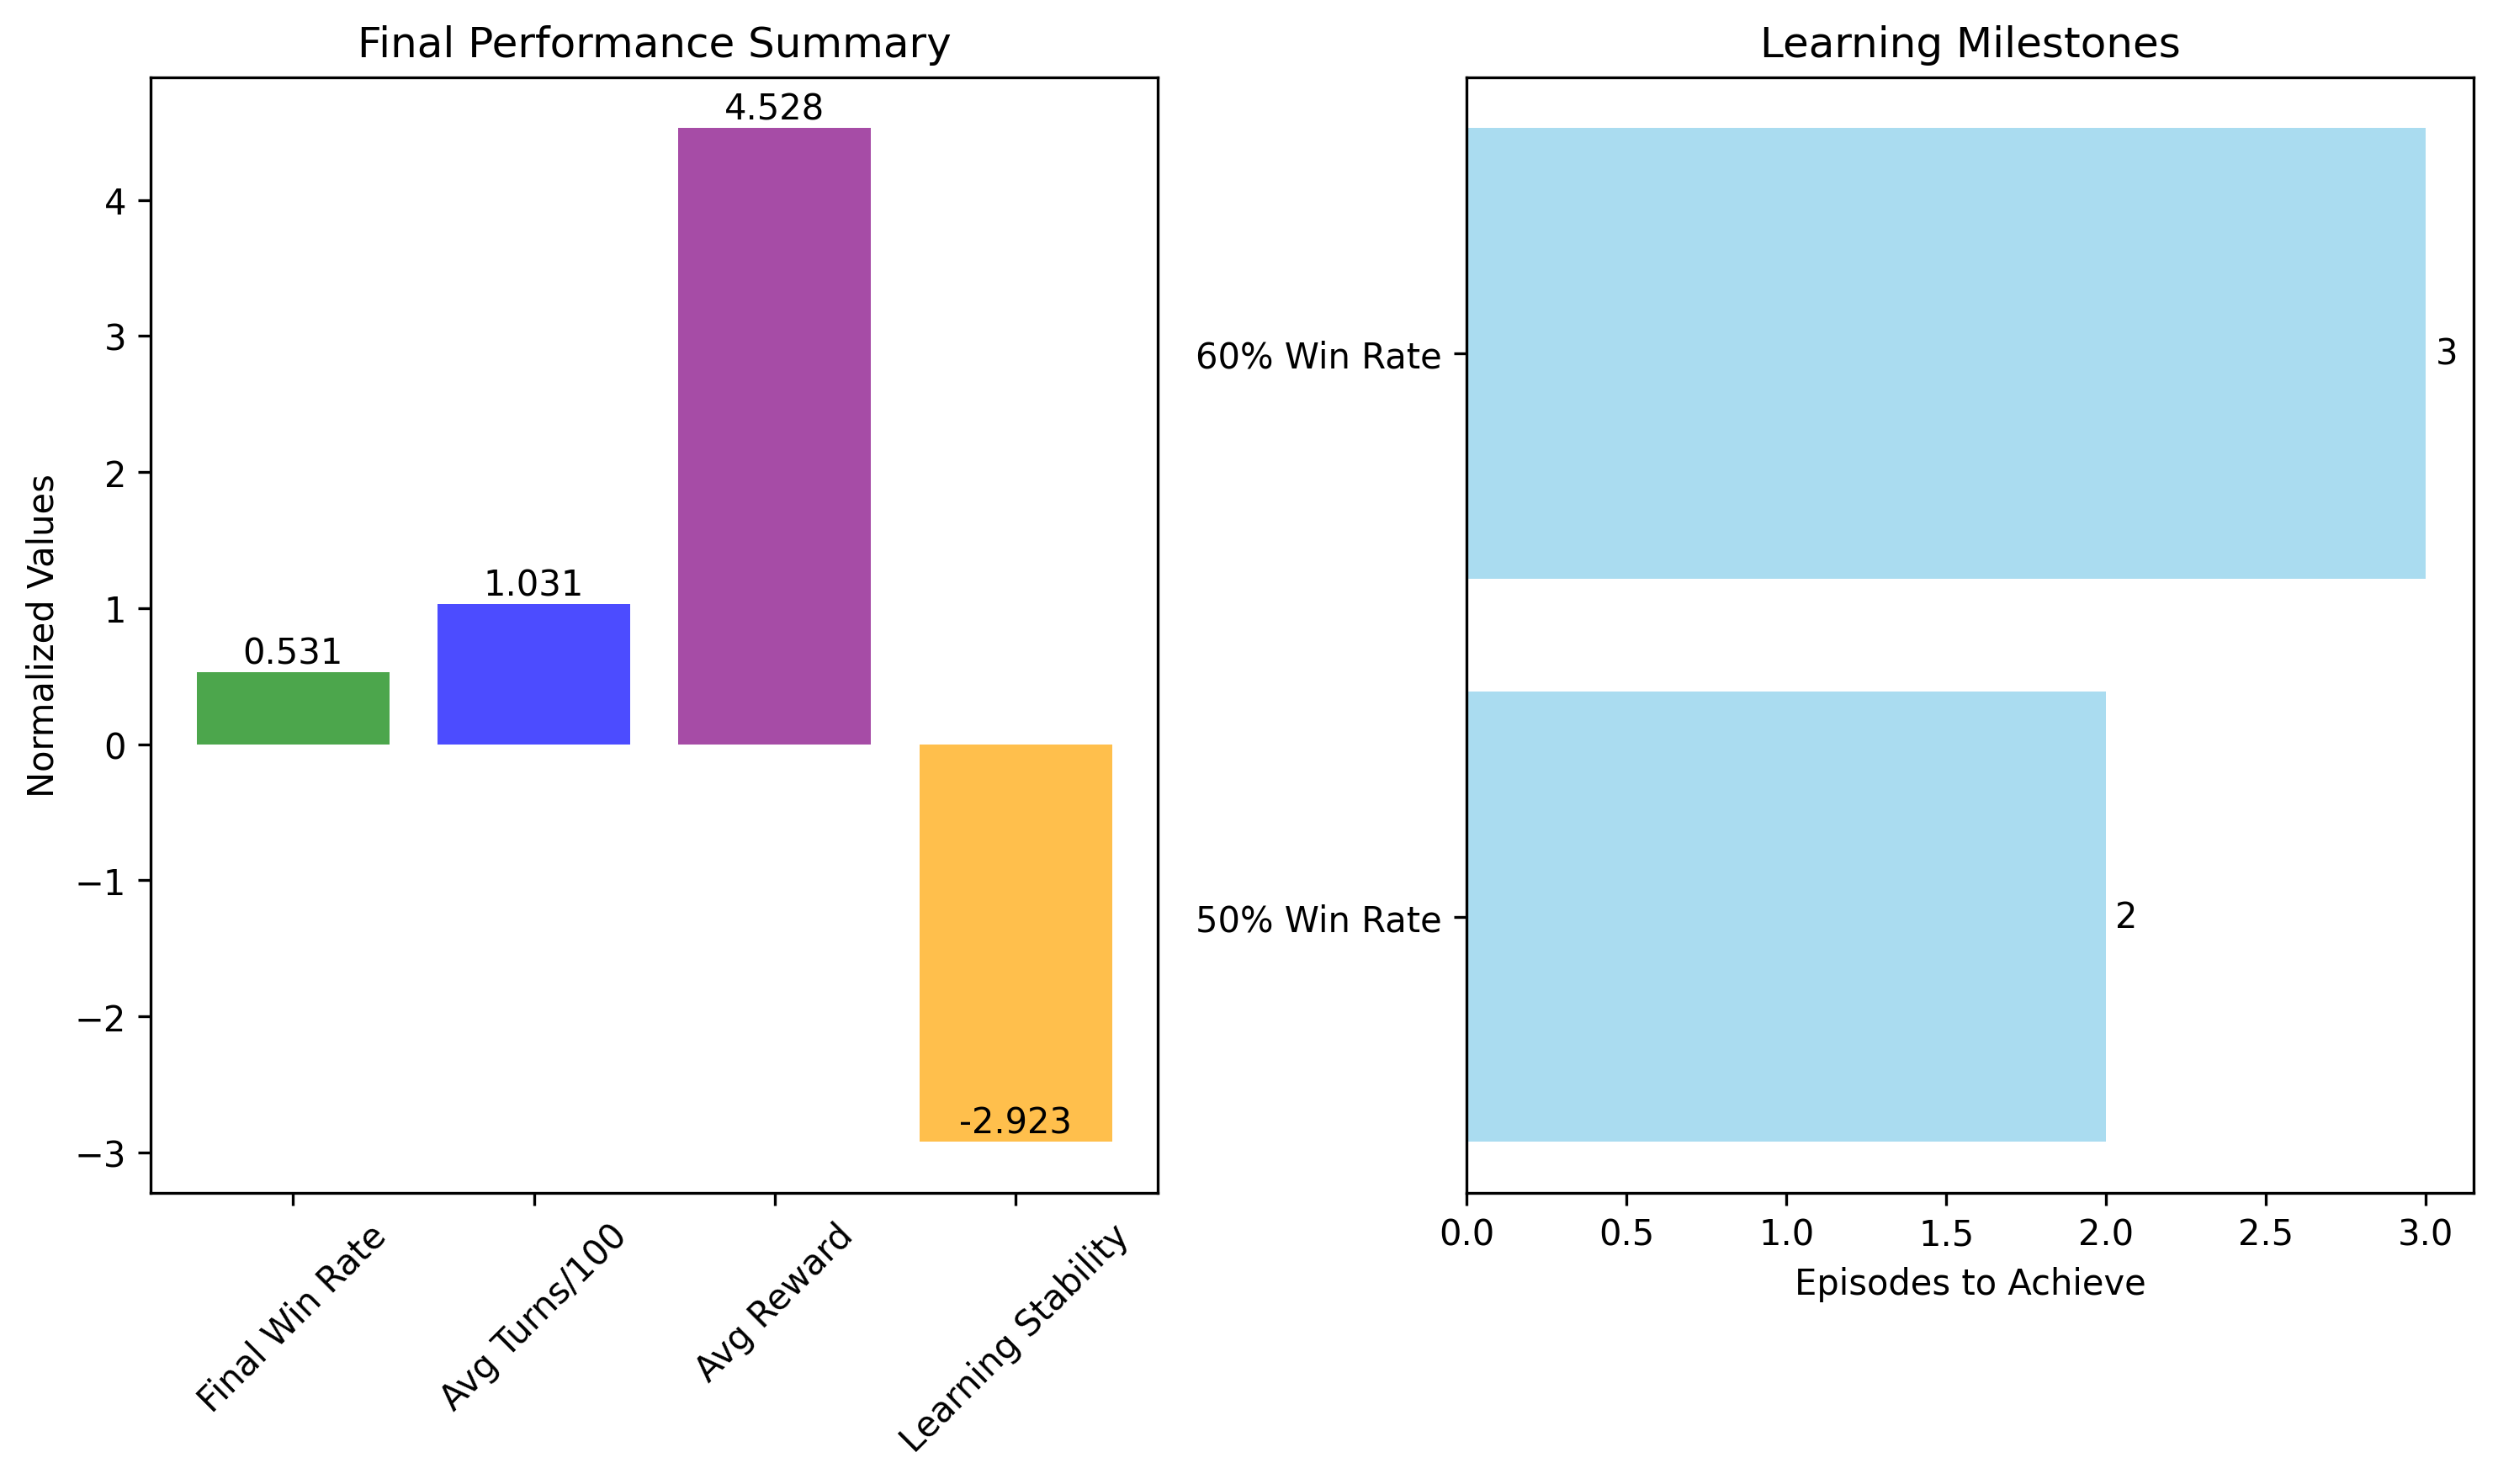 Final Performance Summary
Normalized Values
4
3
2
1
0
−1
−2
−3
0.531
1.031
4.528
-2.923
Final Win Rate
Avg Turns/100
Avg Reward
Learning Stability
Learning Milestones
60% Win Rate
3
50% Win Rate
2
0.0 0.5 1.0 1.5 2.0 2.5 3.0
Episodes to Achieve